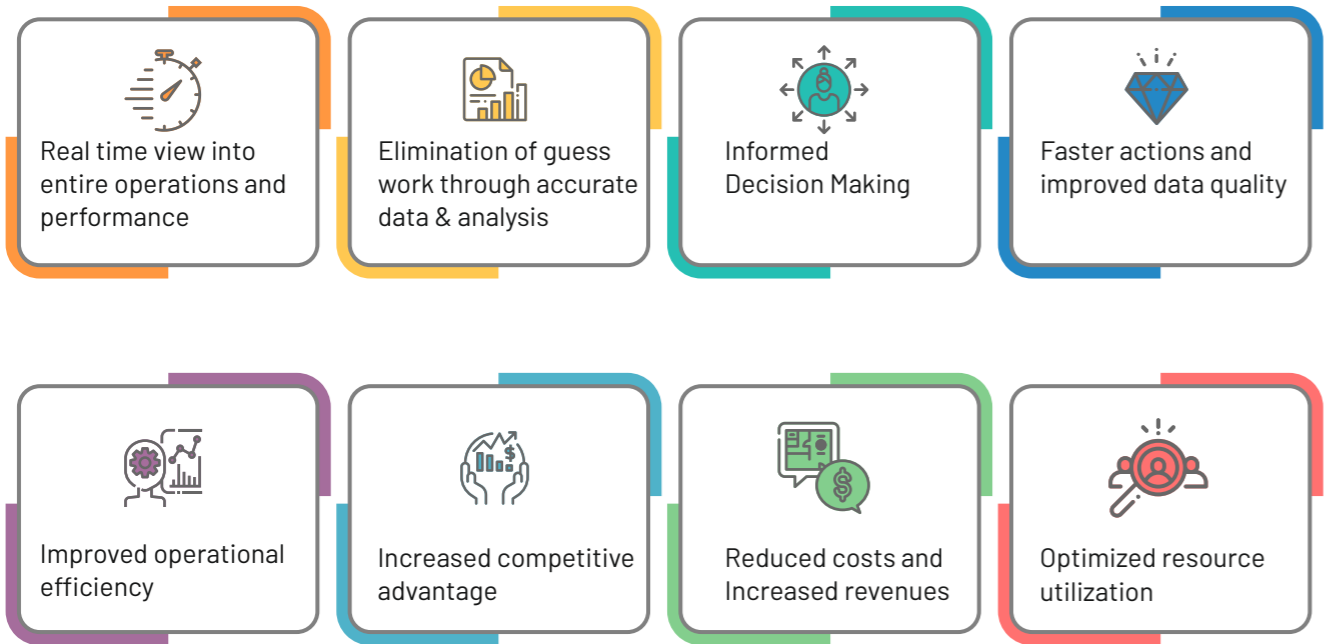 Real time view into
entire operations and
performance
Elimination of guess
work through accurate
data & analysis
Informed
Decision Making
Faster actions and
improved data quality
$
$
Improved operational
efficiency
Increased competitive
advantage
Reduced costs and
Increased revenues
Optimized resource
utilization